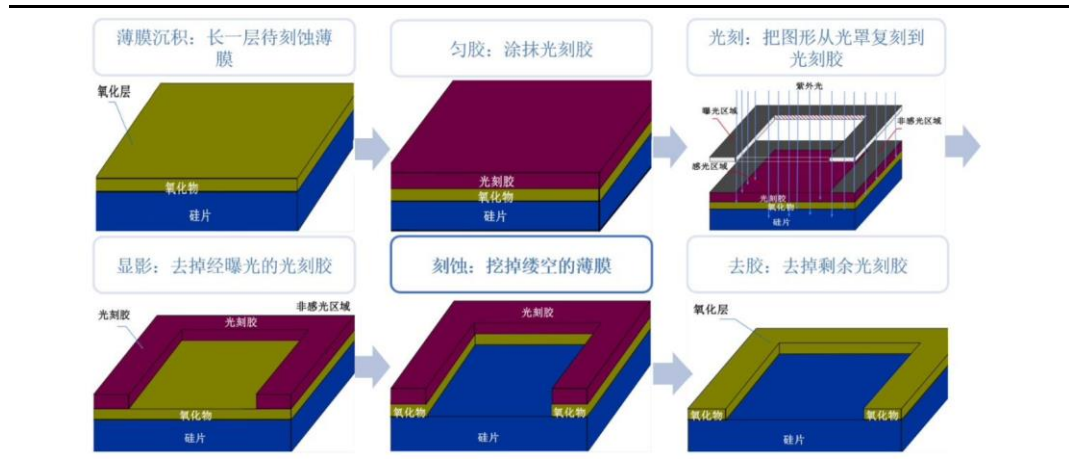 薄膜沉积：长一层待刻蚀薄
膜
氧化层
氧化物
硅片
匀胶：涂抹光刻胶
光刻胶
氧化物
硅片
光刻：把图形从光罩复刻到
光刻胶
紫外光
曝光区域
非感光区域
感光区域
光刻胶
氧化物
硅片
显影：去掉经曝光的光刻胶
非感光区域
光刻胶
光刻胶
氧化物
硅片
刻蚀：挖掉缕空的薄膜
光刻胶
氧化物
氧化物
硅片
去胶：去掉剩余光刻胶
氧化层
氧化物
氧化物
硅片